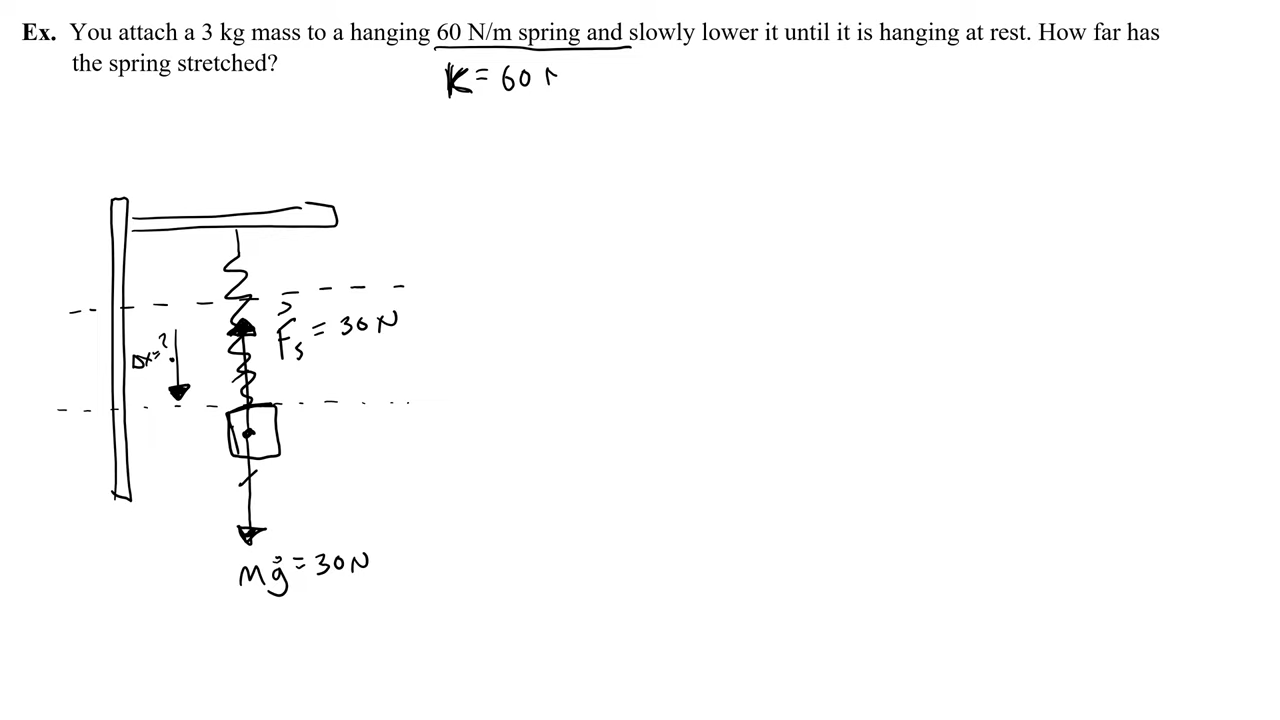 Ex. You attach a 3 kg mass to a hanging 60 N/m spring and slowly lower it until it is hanging at rest. How far has
the spring stretched?
K = 60 N
Fs = 30 N
Δx = ?
mg = 30N